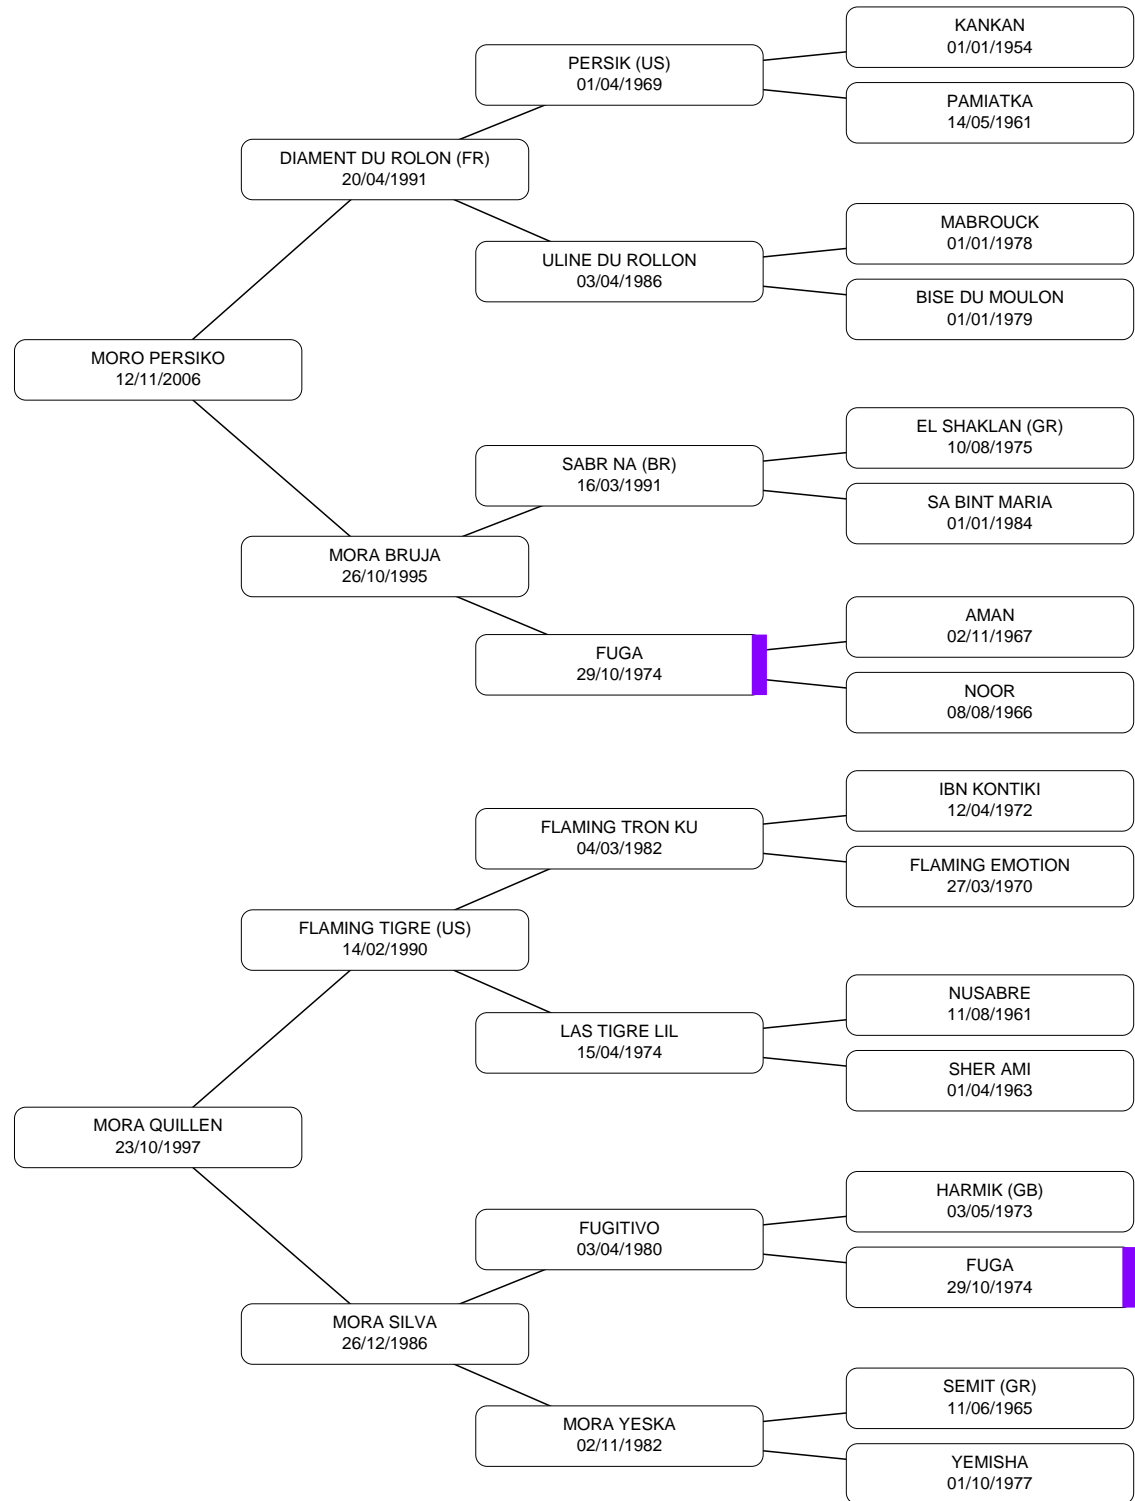 KANKAN
01/01/1954
PERSIK (US)
01/04/1969
PAMIATKA
14/05/1961
DIAMENT DU ROLON (FR)
20/04/1991
MABROUCK
01/01/1978
ULINE DU ROLLON
03/04/1986
BISE DU MOULON
01/01/1979
MORO PERSIKO
12/11/2006
EL SHAKLAN (GR)
10/08/1975
SABR NA (BR)
16/03/1991
SA BINT MARIA
01/01/1984
MORA BRUJA
26/10/1995
AMAN
02/11/1967
FUGA
29/10/1974
NOOR
08/08/1966
IBN KONTIKI
12/04/1972
FLAMING TRON KU
04/03/1982
FLAMING EMOTION
27/03/1970
FLAMING TIGRE (US)
14/02/1990
NUSABRE
11/08/1961
LAS TIGRE LIL
15/04/1974
SHER AMI
01/04/1963
MORA QUILLEN
23/10/1997
HARMIK (GB)
03/05/1973
FUGITIVO
03/04/1980
FUGA
29/10/1974
MORA SILVA
26/12/1986
SEMIT (GR)
11/06/1965
MORA YESKA
02/11/1982
YEMISHA
01/10/1977